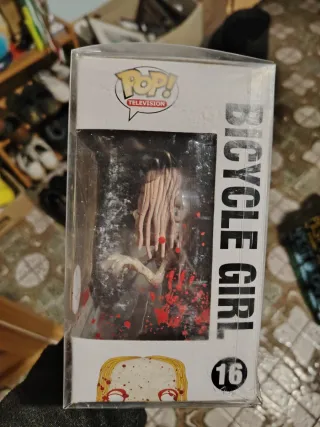 POP!
TELEVISION
BICYCLE GIRL
16